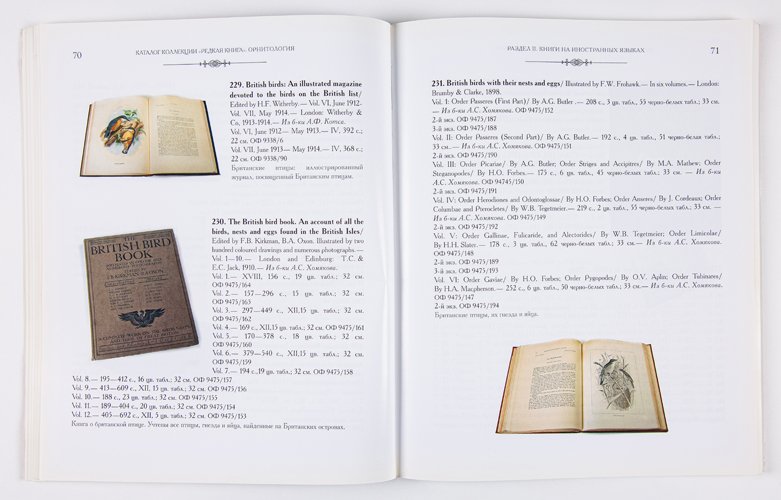 70
КАТАЛОГ КОЛЛЕКЦИИ «РЕДКАЯ КНИГА». ОРНИТОЛОГИЯ
229. British birds: An illustrated magazine
devoted to the birds on the British list/
Edited by H.F. Witherby.— Vol. VI, June 1912-
Vol. VII, May 1914.— London: Witherby &
Co, 1913-1914.— Из б-ки А.Ф. Котса.
Vol. VI, June 1912— May 1913.— IV, 392 с.;
22 см. ОФ 9338/6
Vol. VII, June 1913— May 1914.— IV, 368 с.;
22 см. ОФ 9338/90
Британские птицы: иллюстрированный
журнал, посвященный Британским птицам.
THE
BRITISH BIRD
BOOK
230. The British bird book. An account of all the
birds, nests and eggs found in the British Isles/
Edited by F.B. Kirkman, B.A. Oxon. Illustrated by two
hundred coloured drawings and numerous photographs.—
Vol. 1—10.— London and Edinburg: T.C. &
E.C. Jack, 1910.— Из б-ки А.С. Хомякова.
Vol. 1.— XVIII, 156 с., 19 цв. табл.; 32 см.
ОФ 9475/164
Vol. 2.— 157—296 с., 15 цв. табл.; 32 см.
ОФ 9475/163
Vol. 3.— 297—449 с., XII,15 цв. табл.; 32 см.
ОФ 9475/162
Vol. 4.— 169 с., XII,15 цв. табл.; 32 см. ОФ 9475/161
Vol. 5.— 170—378 с., 18 цв. табл.; 32 см.
ОФ 9475/160
Vol. 6.— 379—540 с., XII,15 цв. табл.; 32 см.
ОФ 9475/159
Vol. 7.— 194 с.,19 цв. табл.; 32 см. ОФ 9475/158
Vol. 8.— 195—412 с., 16 цв. табл.; 32 см. ОФ 9475/157
Vol. 9.— 413—609 с., XII, 15 цв. табл.; 32 см. ОФ 9475/156
Vol. 10.— 188 с., 23 цв. табл.; 32 см. ОФ 9475/155
Vol. 11.— 189—404 с., 20 цв. табл.; 32 см. ОФ 9475/154
Vol. 12.— 405—692 с., XII, 5 цв. табл.; 32 см. ОФ 9475/153
Книга о британской птице. Учтены все птицы, гнезда и яйца, найденные на Британских островах.
РАЗДЕЛ II. КНИГИ НА ИНОСТРАННЫХ ЯЗЫКАХ
71
231. British birds with their nests and eggs/ Illustrated by F.W. Frohawk.— In six volumes.— London:
Brumby & Clarke, 1898.
Vol. I: Order Passeres (First Part)/ By A.G. Butler .— 208 с., 3 цв. табл., 55 черно-белых табл.; 33 см.
— Из б-ки А.С. Хомякова. ОФ 9475/152
2-й экз. ОФ 9475/187
3-й экз. ОФ 9475/188
Vol. II: Order Passeres (Second Part)/ By A.G. Butler.— 192 с., 4 цв. табл., 51 черно-белая табл.;
33 см.— Из б-ки А.С. Хомякова. ОФ 9475/151
2-й экз. ОФ 9475/190
Vol. III: Order Picariæ/ By A.G. Butler; Order Striges and Accipitres/ By M.A. Mathew; Order
Steganopodes/ By H.O. Forbes.— 175 с., 6 цв. табл., 45 черно-белых табл.; 33 см. — Из б-ки
А.С. Хомякова. ОФ 94745/150
2-й экз. ОФ 9475/191
Vol. IV: Order Herodiones and Odontoglossæ/ By H.O. Forbes; Order Anseres/ By J. Cordeaux; Order
Columbae and Pterocletes/ By W.B. Tegetmeier.— 219 с., 2 цв. табл., 55 черно-белых табл.; 33 см. —
Из б-ки А.С. Хомякова. ОФ 9475/149
2-й экз. ОФ 9475/192
Vol. V: Order Gallinae, Fulicaride, and Alectorides/ By W.B. Tegetmeier; Order Limicolae/
By H.H. Slater.— 178 с., 3 цв. табл., 62 черно-белых табл.; 33 см.— Из б-ки А.С. Хомякова.
ОФ 9475/148
2-й экз. ОФ 9475/189
3-й экз. ОФ 9475/193
Vol. VI: Order Gaviæ/ By H.O. Forbes; Order Pygopodes/ By O.V. Aplin; Order Tubinares/
By H.A. Macpherson.— 252 с., 6 цв. табл., 50 черно-белых табл.; 33 см. — Из б-ки А.С. Хомякова.
ОФ 9475/147
2-й экз. ОФ 9475/194
Британские птицы, их гнезда и яйца.